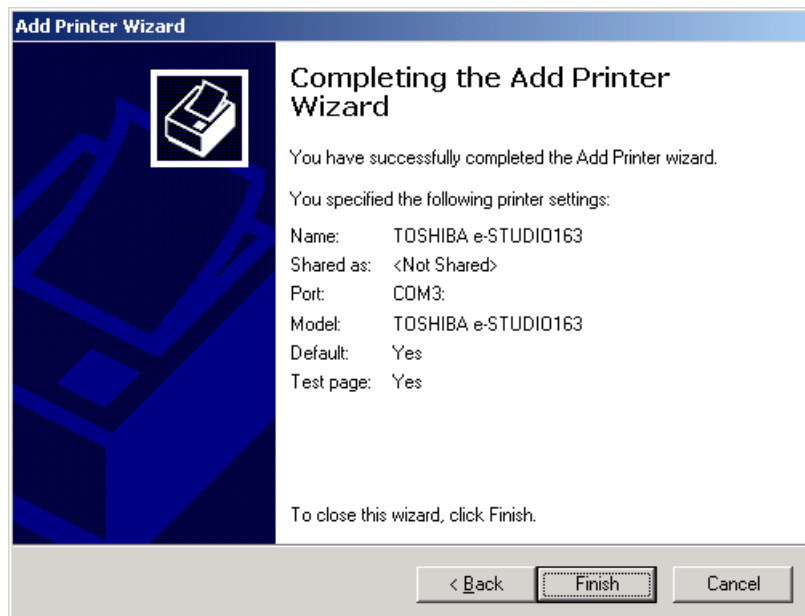 Add Printer Wizard
Completing the Add Printer
Wizard
You have successfully completed the Add Printer wizard.
You specified the following printer settings:
Name: TOSHIBA e-STUDIO163
Shared as: <Not Shared>
Port: COM3:
Model: TOSHIBA e-STUDIO163
Default: Yes
Test page: Yes
To close this wizard, click Finish.
< Back Finish Cancel